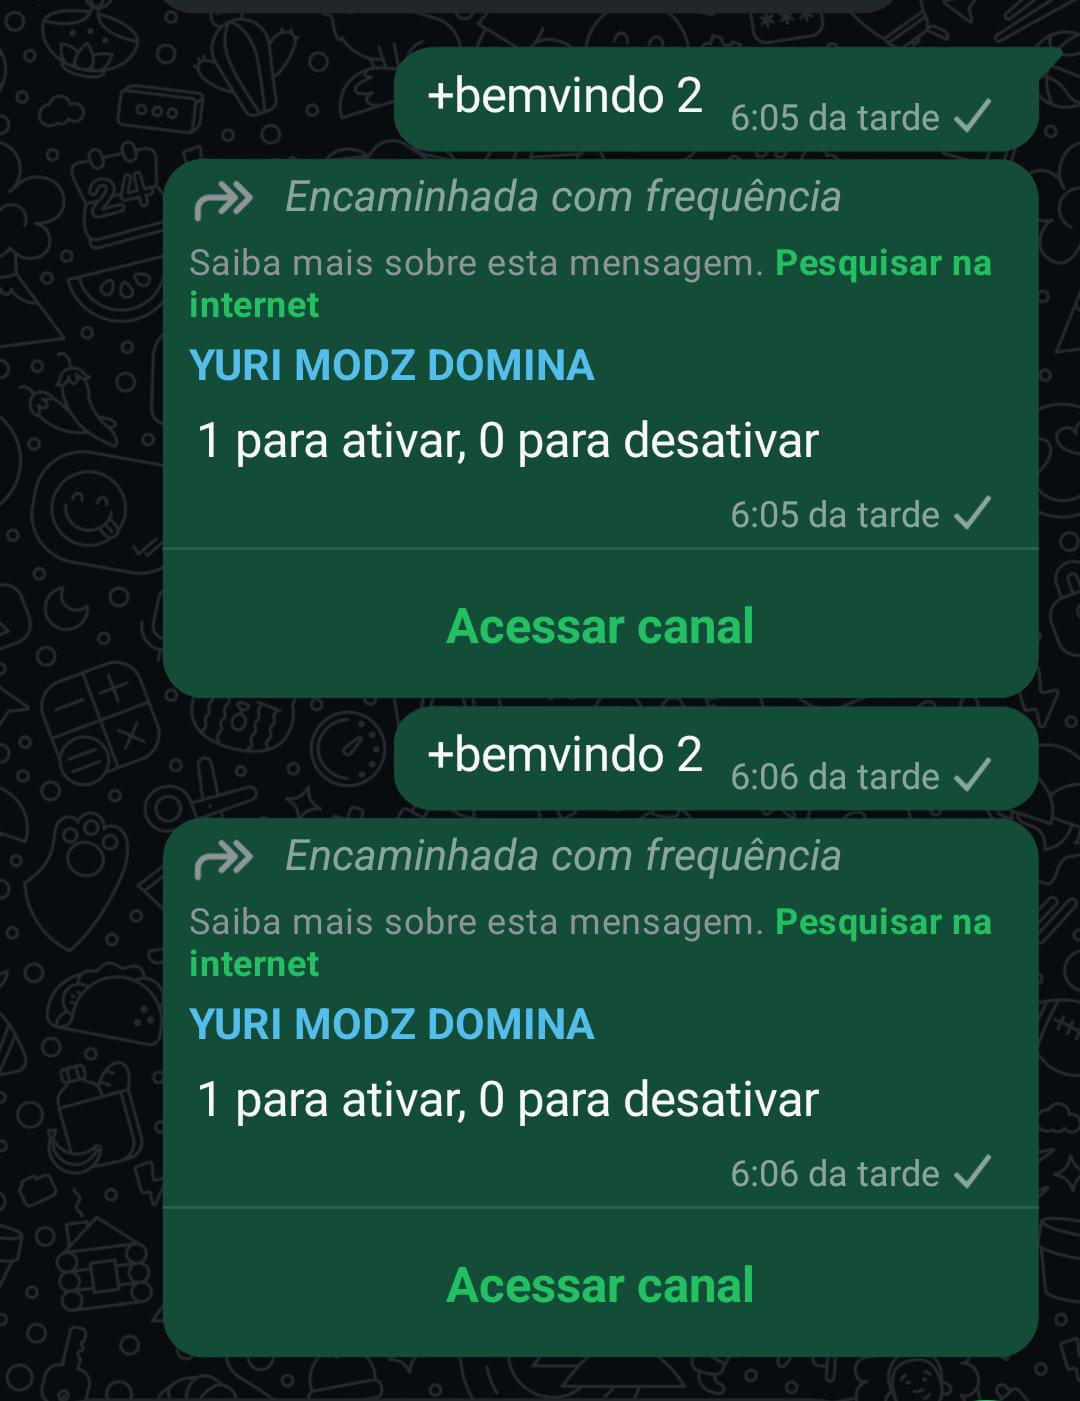 +bemvindo 2
6:05 da tarde
Encaminhada com frequência
Saiba mais sobre esta mensagem. Pesquisar na
internet
YURI MODZ DOMINA
1 para ativar, 0 para desativar
6:05 da tarde
Acessar canal
+bemvindo 2
6:06 da tarde
Encaminhada com frequência
Saiba mais sobre esta mensagem. Pesquisar na
internet
YURI MODZ DOMINA
1 para ativar, 0 para desativar
6:06 da tarde
Acessar canal